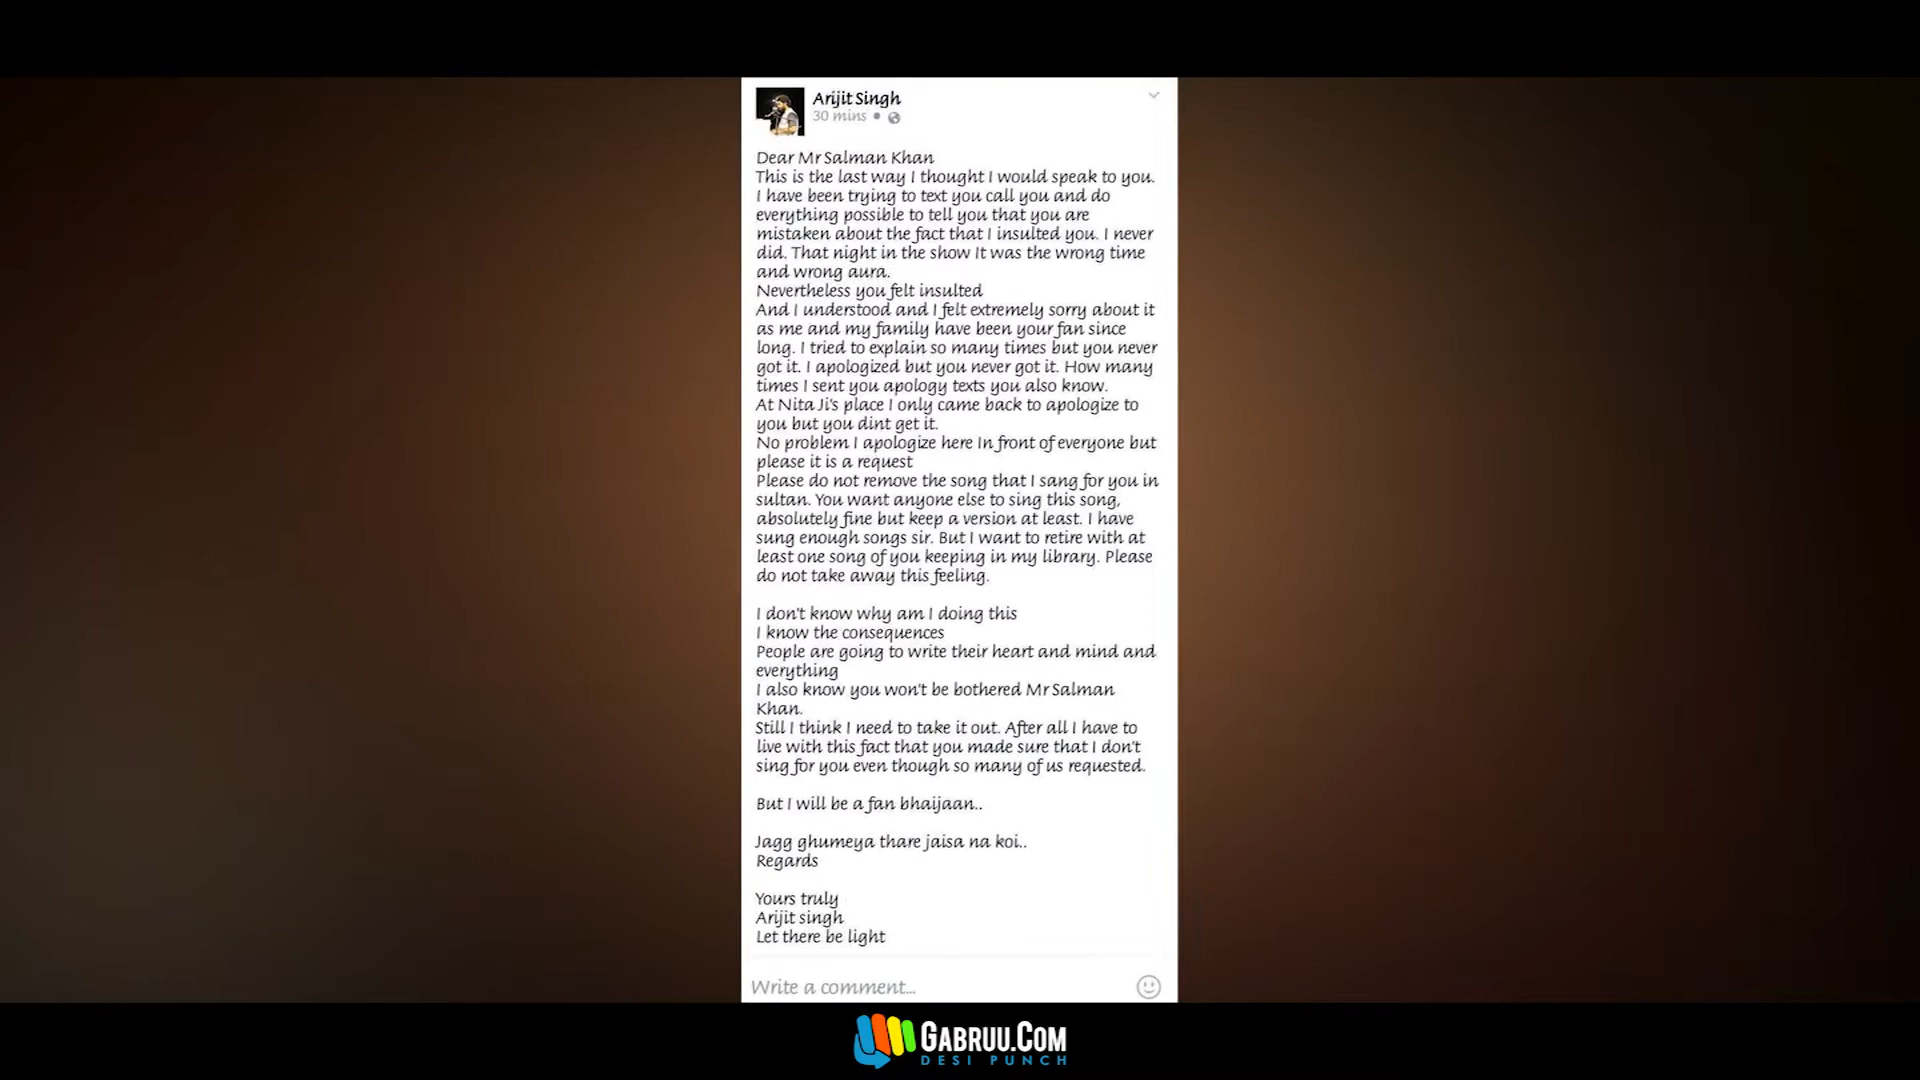 Arijit Singh
30 mins
Dear Mr Salman Khan
This is the last way I thought I would speak to you.
I have been trying to text you call you and do
everything possible to tell you that you are
mistaken about the fact that I insulted you. I never
did. That night in the show It was the wrong time
and wrong aura.
Nevertheless you felt insulted
And I understood and I felt extremely sorry about it
as me and my family have been your fan since
long. I tried to explain so many times but you never
got it. I apologized but you never got it. How many
times I sent you apology texts you also know.
At Nita Ji's place I only came back to apologize to
you but you dint get it.
No problem I apologize here In front of everyone but
please it is a request
Please do not remove the song that I sang for you in
sultan. You want anyone else to sing this song,
absolutely fine but keep a version at least. I have
sung enough songs sir. But I want to retire with at
least one song of you keeping in my library. Please
do not take away this feeling.
I don't know why am I doing this
I know the consequences
People are going to write their heart and mind and
everything
I also know you won't be bothered Mr Salman
Khan.
Still I think I need to take it out. After all I have to
live with this fact that you made sure that I don't
sing for you even though so many of us requested.
But I will be a fan bhaijaan..
Jagg ghumeya thare jaisa na koi..
Regards
Yours truly
Arijit singh
Let there be light
Write a comment...
GABRUU.COM
DESI PUNCH